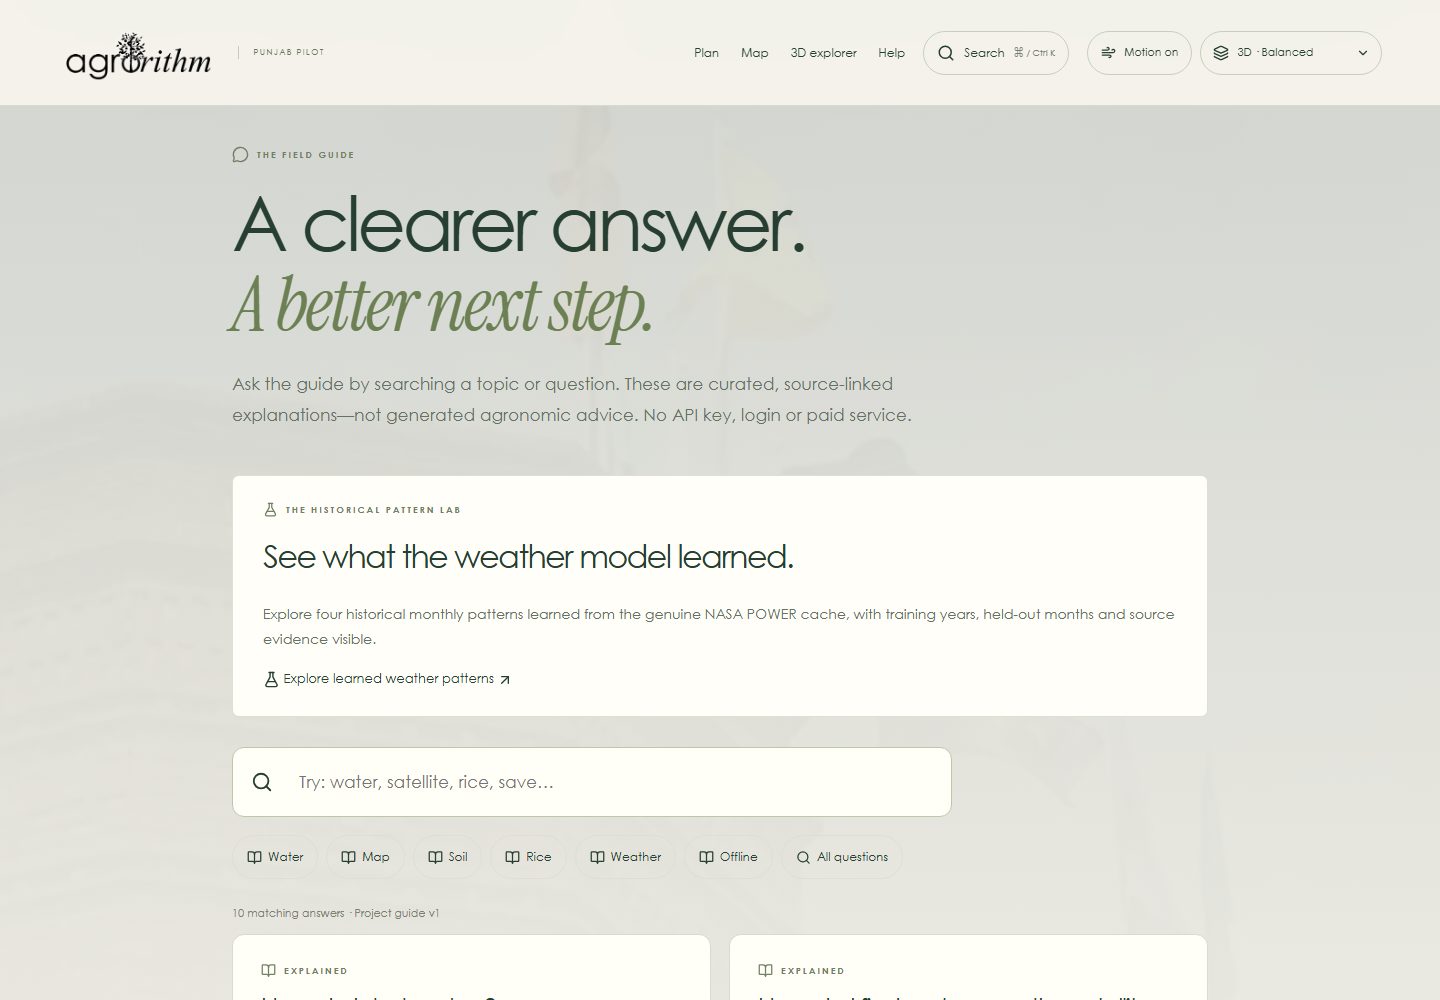 agrorithm
PUNJAB PILOT
Plan
Map
3D explorer
Help
Search ⌘ / Ctrl K
Motion on
3D · Balanced
THE FIELD GUIDE
A clearer answer.
A better next step.
Ask the guide by searching a topic or question. These are curated, source-linked
explanations—not generated agronomic advice. No API key, login or paid service.
THE HISTORICAL PATTERN LAB
See what the weather model learned.
Explore four historical monthly patterns learned from the genuine NASA POWER cache, with training years, held-out months and source
evidence visible.
Explore learned weather patterns
Try: water, satellite, rice, save…
Water
Map
Soil
Rice
Weather
Offline
All questions
10 matching answers · Project guide v1
EXPLAINED
EXPLAINED